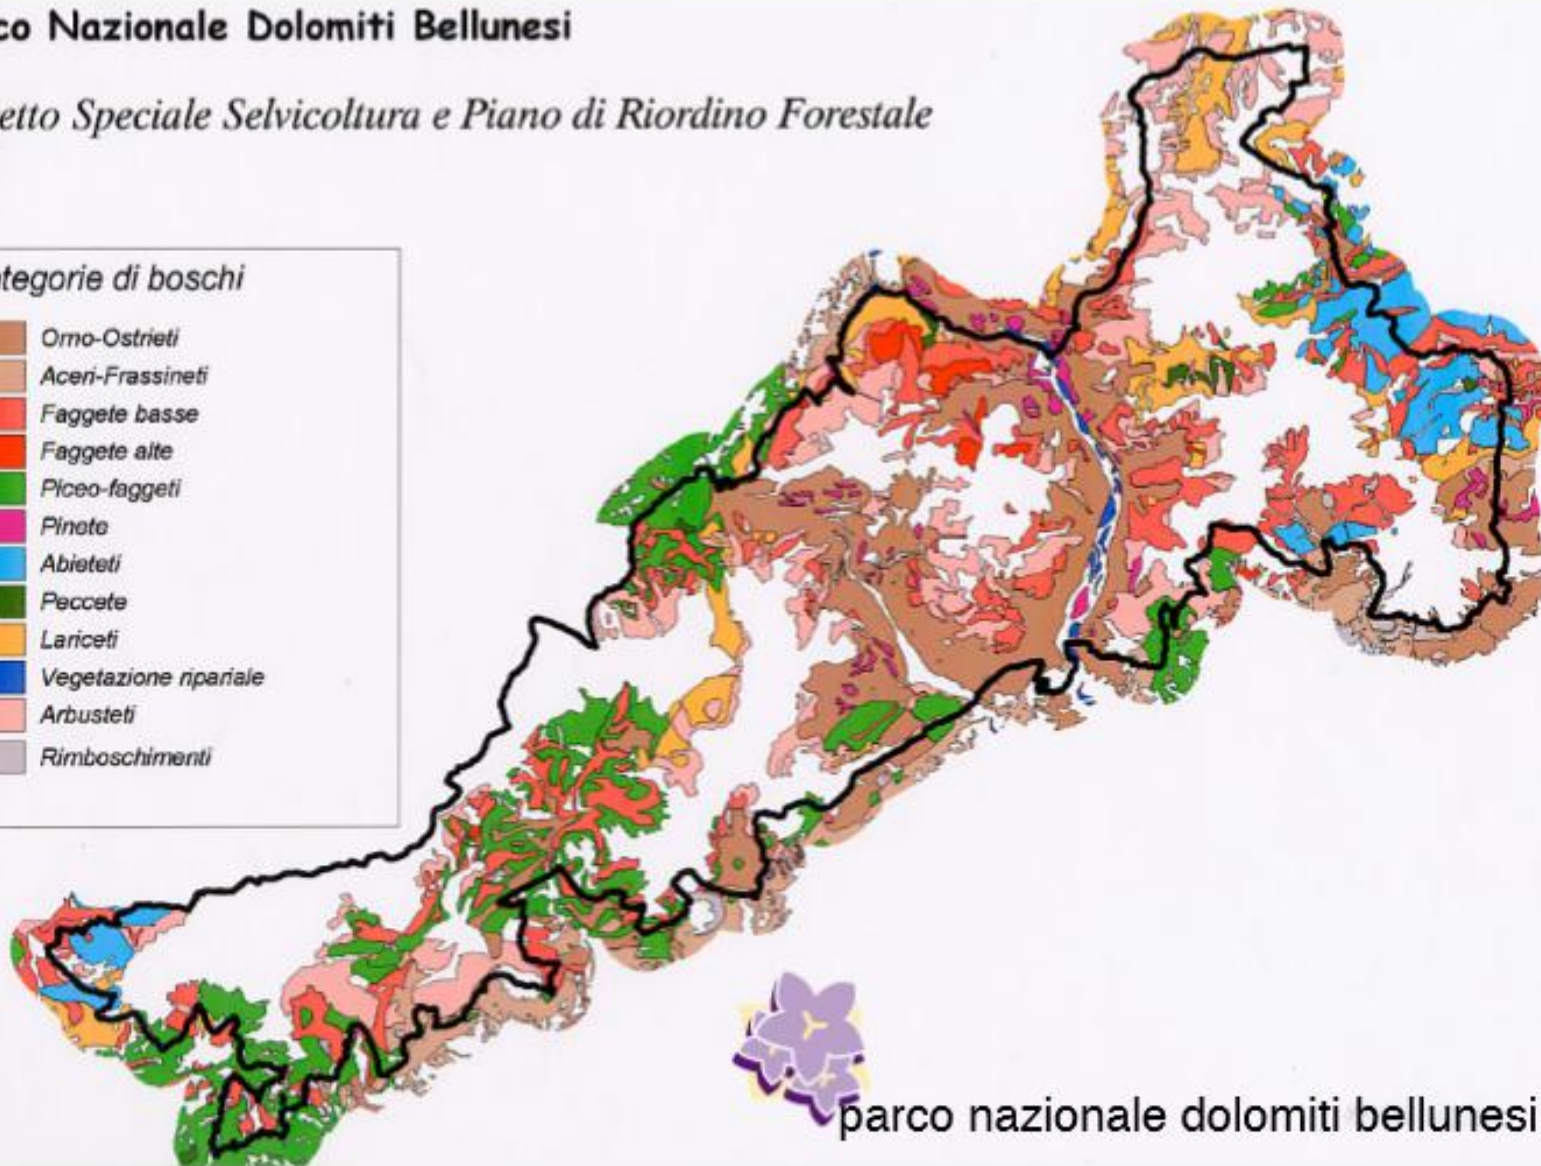 co Nazionale Dolomiti Bellunesi
etto Speciale Selvicoltura e Piano di Riordino Forestale
tegorie di boschi
Orno-Ostrieti
Aceri-Frassineti
Faggete basse
Faggete alte
Piceo-faggeti
Pinete
Abieteti
Peccete
Lariceti
Vegetazione ripariale
Arbusteti
Rimboschimenti
parco nazionale dolomiti bellunesi